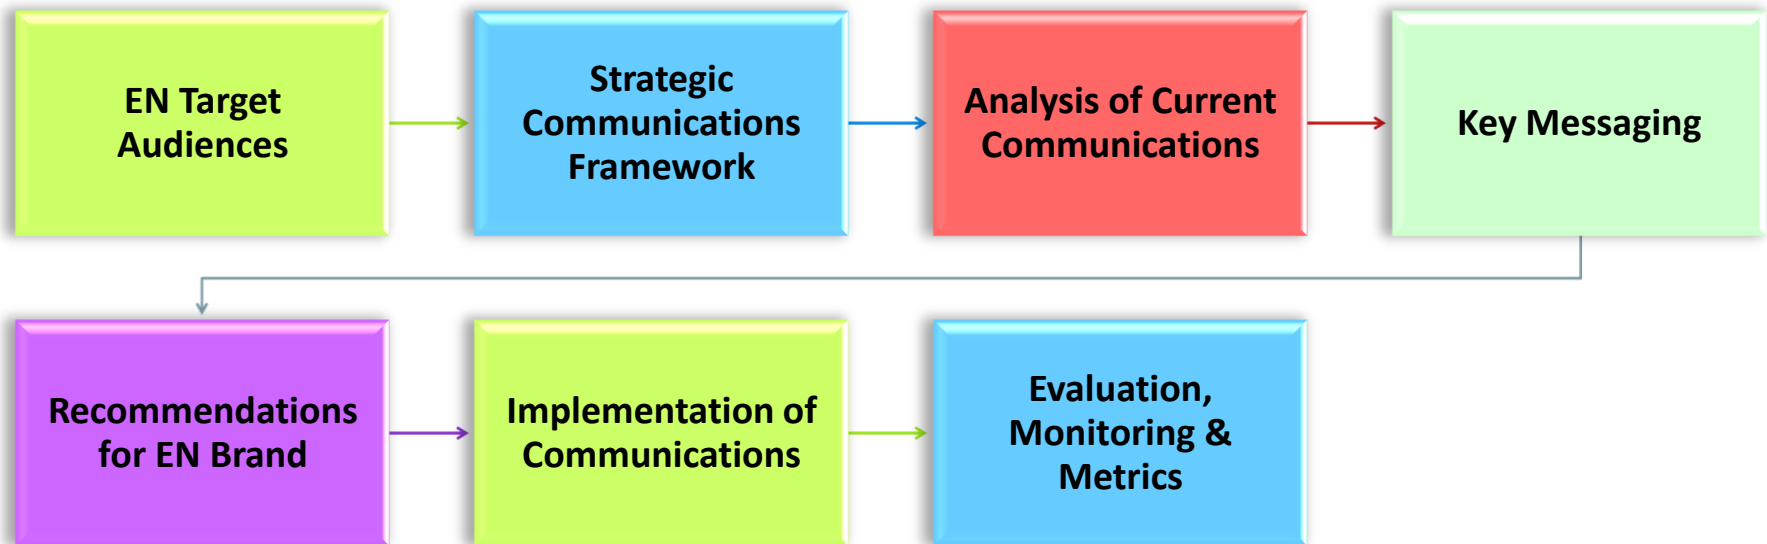 EN Target
Audiences
Strategic
Communications
Framework
Analysis of Current
Communications
Key Messaging
Recommendations
for EN Brand
Implementation of
Communications
Evaluation,
Monitoring &
Metrics